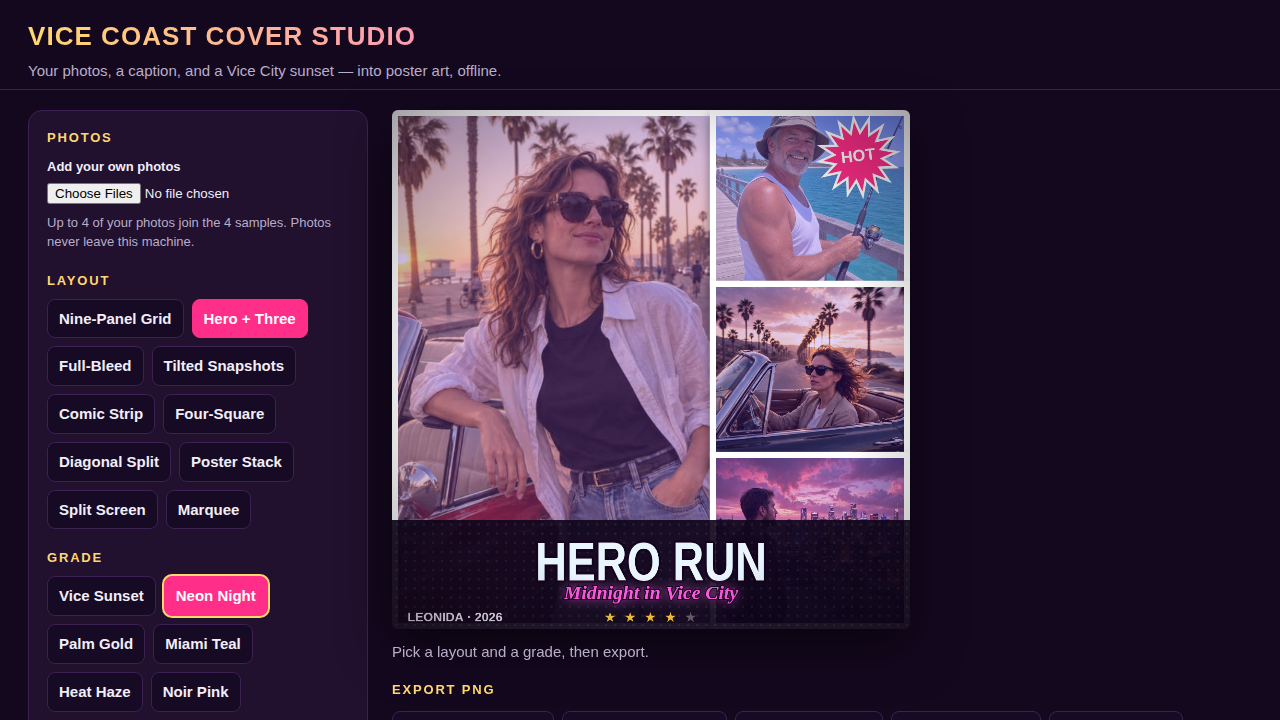 VICE COAST COVER STUDIO
Your photos, a caption, and a Vice City sunset — into poster art, offline.
PHOTOS
Add your own photos
Choose Files No file chosen
Up to 4 of your photos join the 4 samples. Photos
never leave this machine.
LAYOUT
Nine-Panel Grid Hero + Three
Full-Bleed Tilted Snapshots
Comic Strip Four-Square
Diagonal Split Poster Stack
Split Screen Marquee
GRADE
Vice Sunset Neon Night
Palm Gold Miami Teal
Heat Haze Noir Pink
HOT
HERO RUN
Midnight in Vice City
LEONIDA · 2026
★ ★ ★ ★ ★
Pick a layout and a grade, then export.
EXPORT PNG